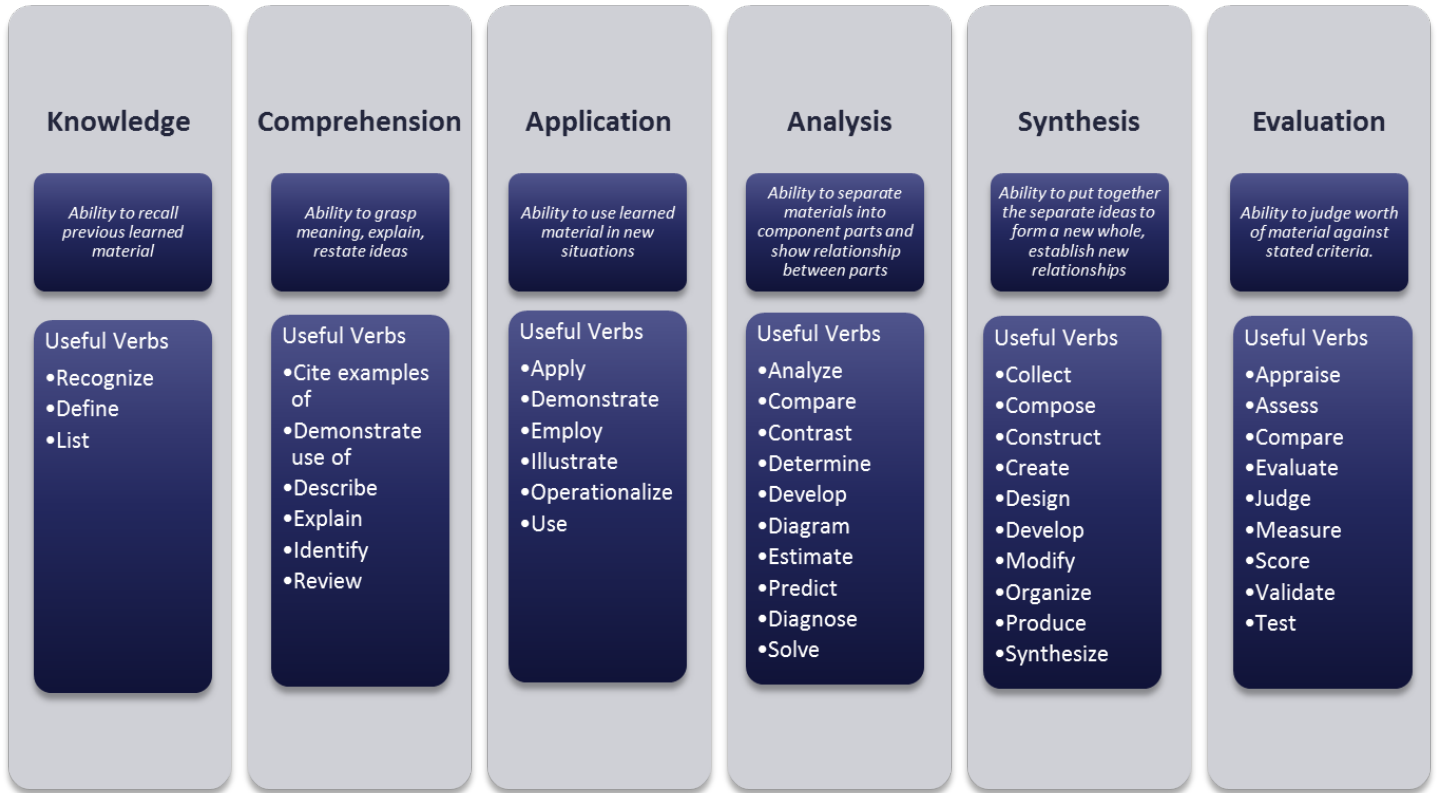 Knowledge
Ability to recall
previous learned
material
Useful Verbs
•Recognize
•Define
•List
Comprehension
Ability to grasp
meaning, explain,
restate ideas
Useful Verbs
•Cite examples
of
•Demonstrate
use of
•Describe
•Explain
•Identify
•Review
Application
Ability to use learned
material in new
situations
Useful Verbs
•Apply
•Demonstrate
•Employ
•Illustrate
•Operationalize
•Use
Analysis
Ability to separate
materials into
component parts and
show relationship
between parts
Useful Verbs
•Analyze
•Compare
•Contrast
•Determine
•Develop
•Diagram
•Estimate
•Predict
•Diagnose
•Solve
Synthesis
Ability to put together
the separate ideas to
form a new whole,
establish new
relationships
Useful Verbs
•Collect
•Compose
•Construct
•Create
•Design
•Develop
•Modify
•Organize
•Produce
•Synthesize
Evaluation
Ability to judge worth
of material against
stated criteria.
Useful Verbs
•Appraise
•Assess
•Compare
•Evaluate
•Judge
•Measure
•Score
•Validate
•Test